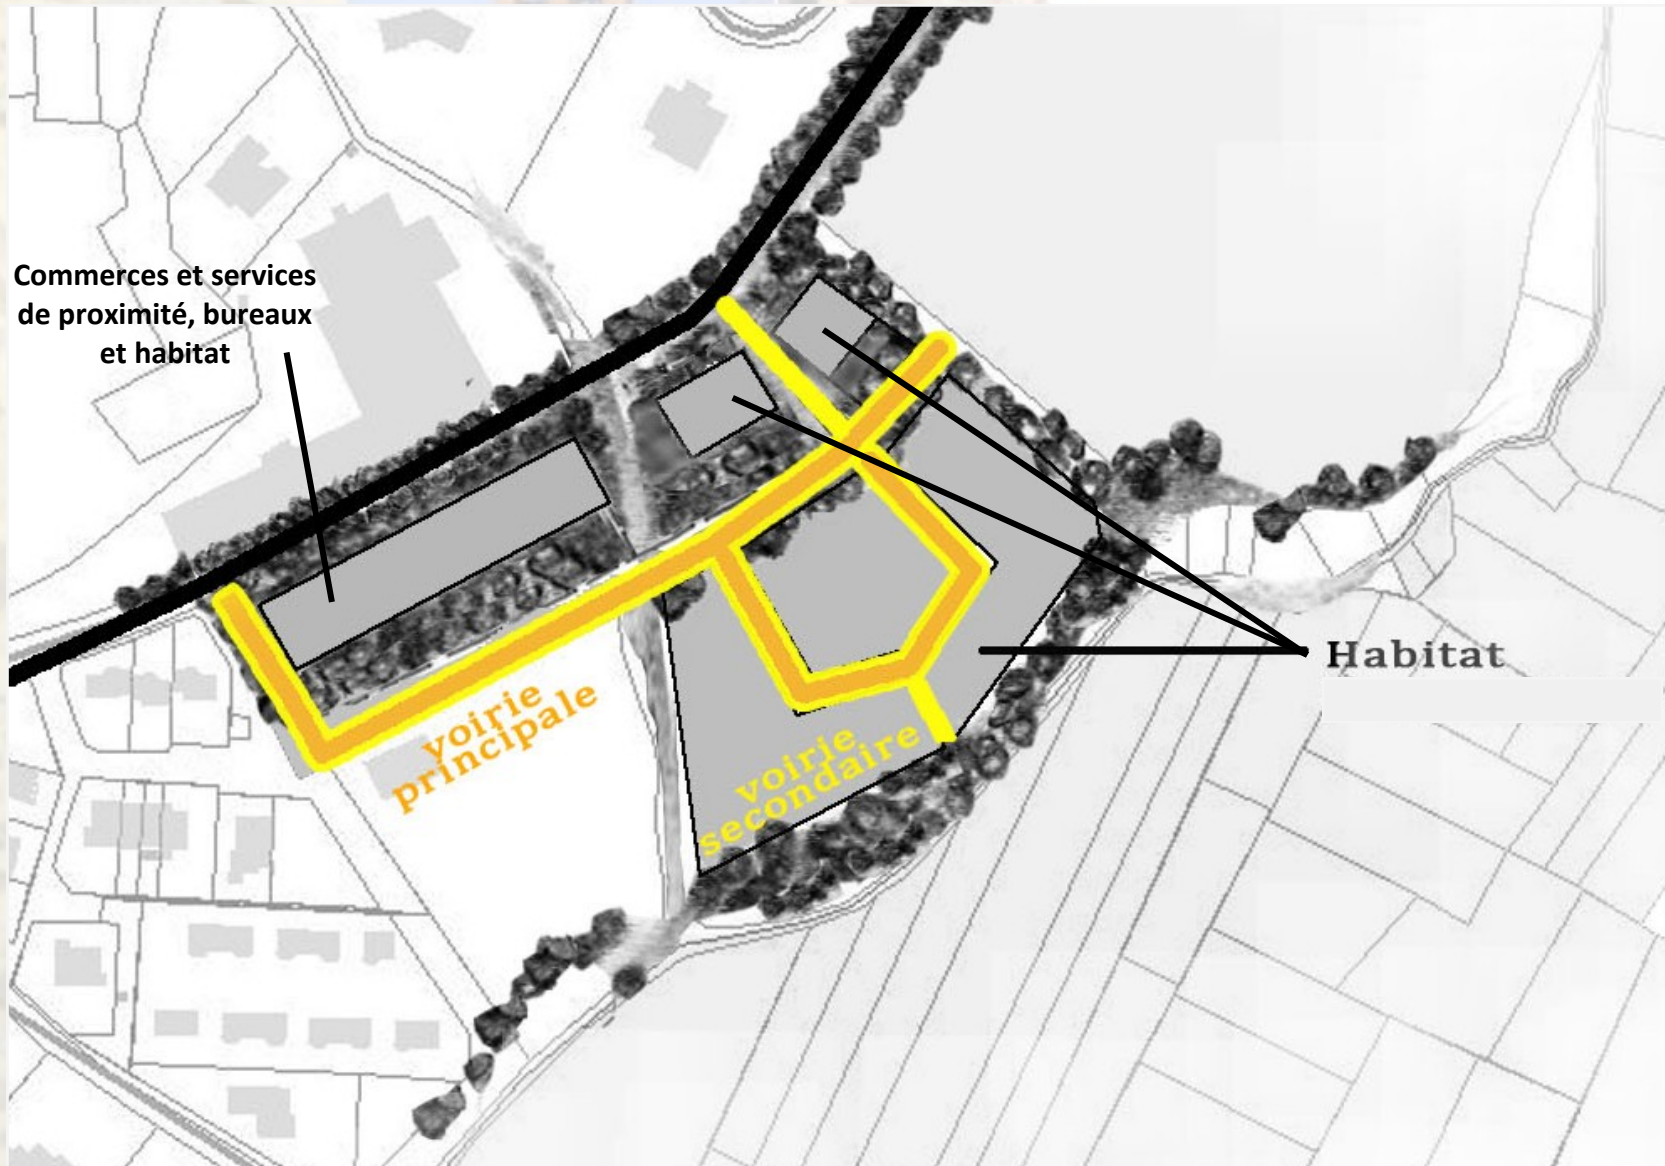 Commerces et services
de proximité, bureaux
et habitat
Habitat
voirie
principale
voirie
secondaire